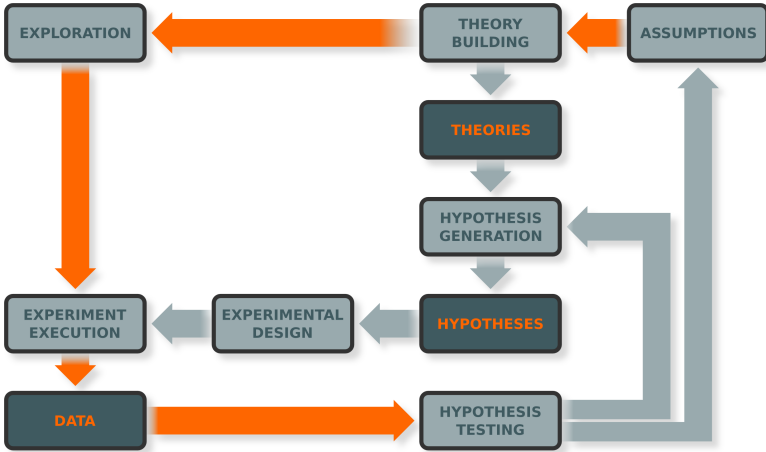 EXPLORATION
THEORY
BUILDING
ASSUMPTIONS
THEORIES
HYPOTHESIS
GENERATION
EXPERIMENT
EXECUTION
EXPERIMENTAL
DESIGN
HYPOTHESES
DATA
HYPOTHESIS
TESTING